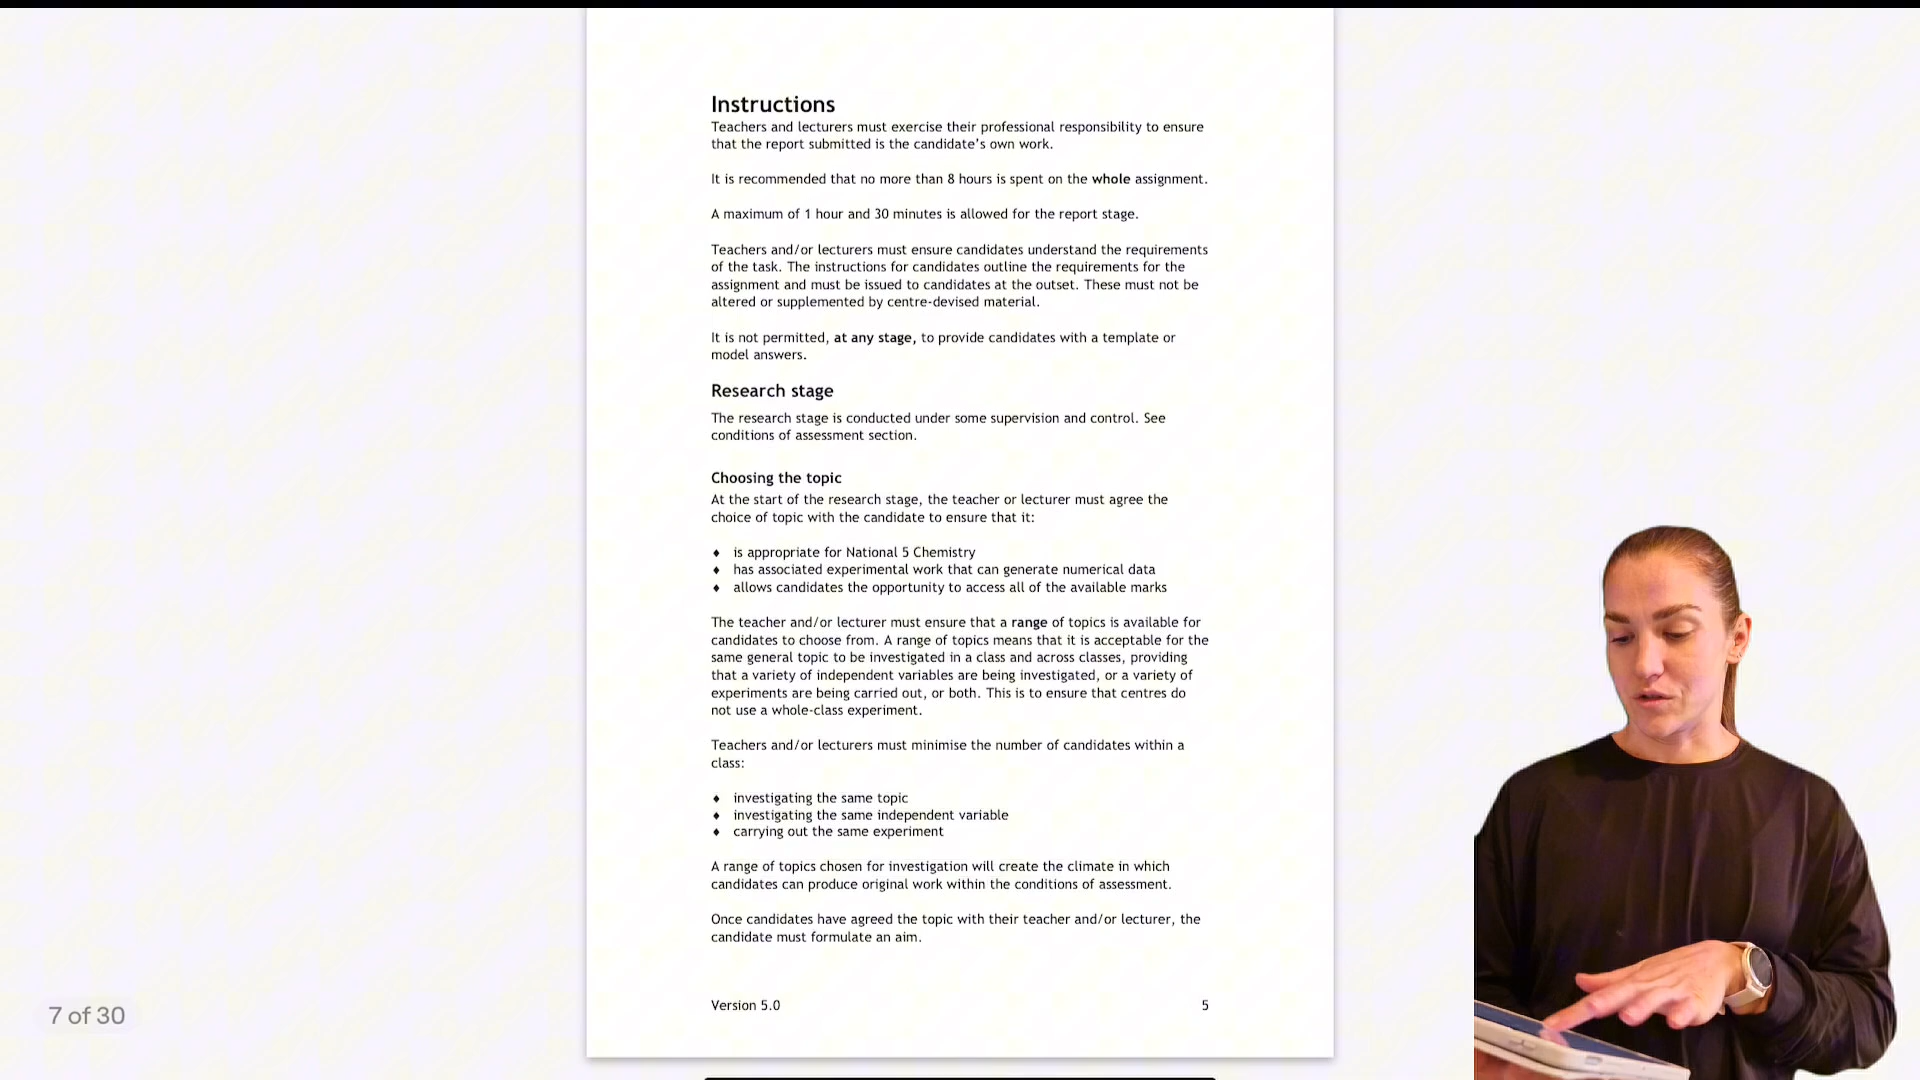 Instructions
Teachers and lecturers must exercise their professional responsibility to ensure
that the report submitted is the candidate’s own work.
It is recommended that no more than 8 hours is spent on the whole assignment.
A maximum of 1 hour and 30 minutes is allowed for the report stage.
Teachers and/or lecturers must ensure candidates understand the requirements
of the task. The instructions for candidates outline the requirements for the
assignment and must be issued to candidates at the outset. These must not be
altered or supplemented by centre-devised material.
It is not permitted, at any stage, to provide candidates with a template or
model answers.
Research stage
The research stage is conducted under some supervision and control. See
conditions of assessment section.
Choosing the topic
At the start of the research stage, the teacher or lecturer must agree the
choice of topic with the candidate to ensure that it:
♦ is appropriate for National 5 Chemistry
♦ has associated experimental work that can generate numerical data
♦ allows candidates the opportunity to access all of the available marks
The teacher and/or lecturer must ensure that a range of topics is available for
candidates to choose from. A range of topics means that it is acceptable for the
same general topic to be investigated in a class and across classes, providing
that a variety of independent variables are being investigated, or a variety of
experiments are being carried out, or both. This is to ensure that centres do
not use a whole-class experiment.
Teachers and/or lecturers must minimise the number of candidates within a
class:
♦ investigating the same topic
♦ investigating the same independent variable
♦ carrying out the same experiment
A range of topics chosen for investigation will create the climate in which
candidates can produce original work within the conditions of assessment.
Once candidates have agreed the topic with their teacher and/or lecturer, the
candidate must formulate an aim.
Version 5.0 5
7 of 30